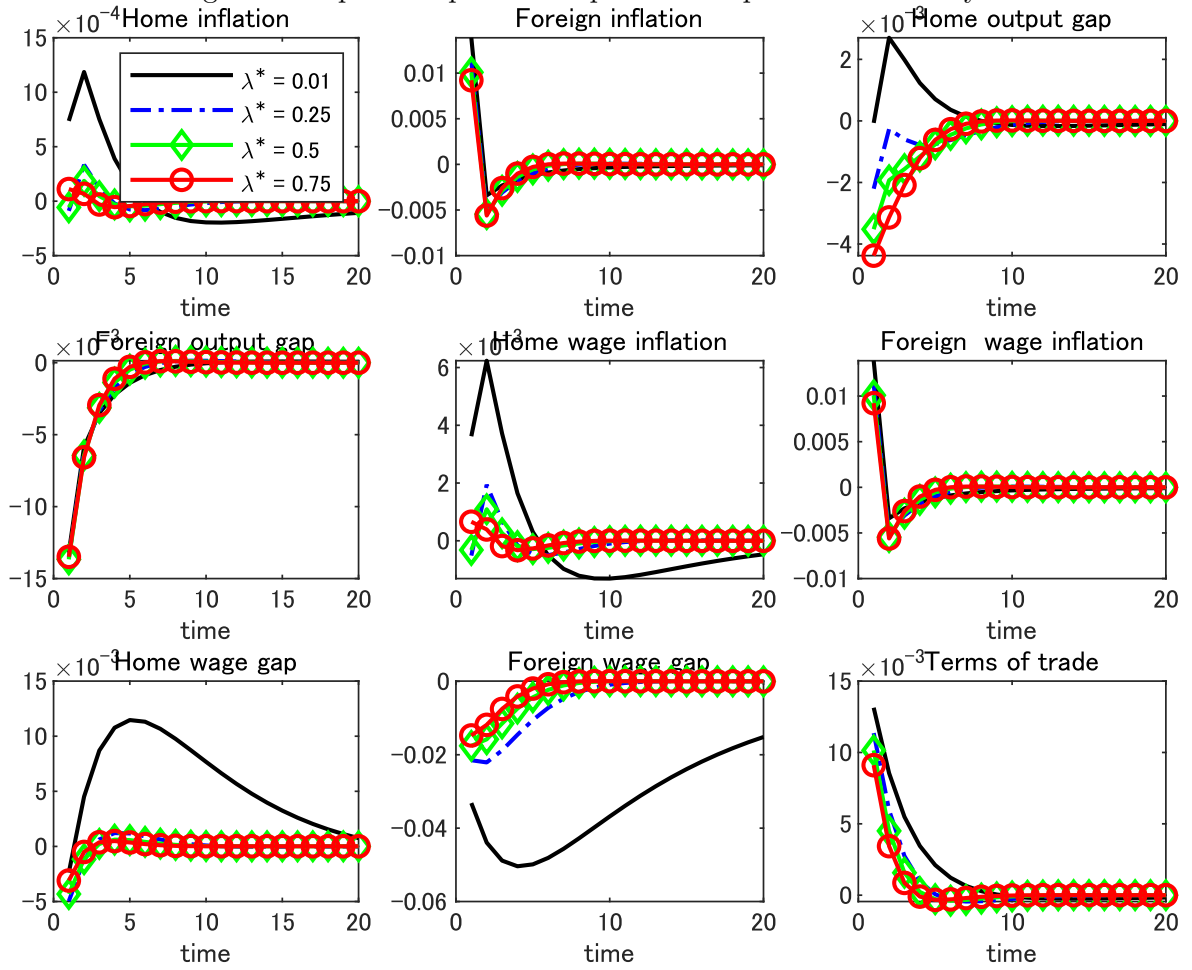 ×10⁻⁴ Home inflation
15
10
5
0
−5
0 5 10 15 20
time
λ* = 0.01
λ* = 0.25
λ* = 0.5
λ* = 0.75
Foreign inflation
0.01
0.005
0
−0.005
−0.01
0 10 20
time
×10⁻³ Home output gap
2
0
−2
−4
0 10 20
time
×10⁻³ Foreign output gap
0
−5
−10
−15
0 5 10 15 20
time
×10⁻³ Home wage inflation
6
4
2
0
0 10 20
time
Foreign wage inflation
0.01
0.005
0
−0.005
−0.01
0 10 20
time
×10⁻³ Home wage gap
15
10
5
0
−5
0 5 10 15 20
time
Foreign wage gap
0
−0.02
−0.04
−0.06
0 10 20
time
×10⁻³ Terms of trade
15
10
5
0
0 10 20
time